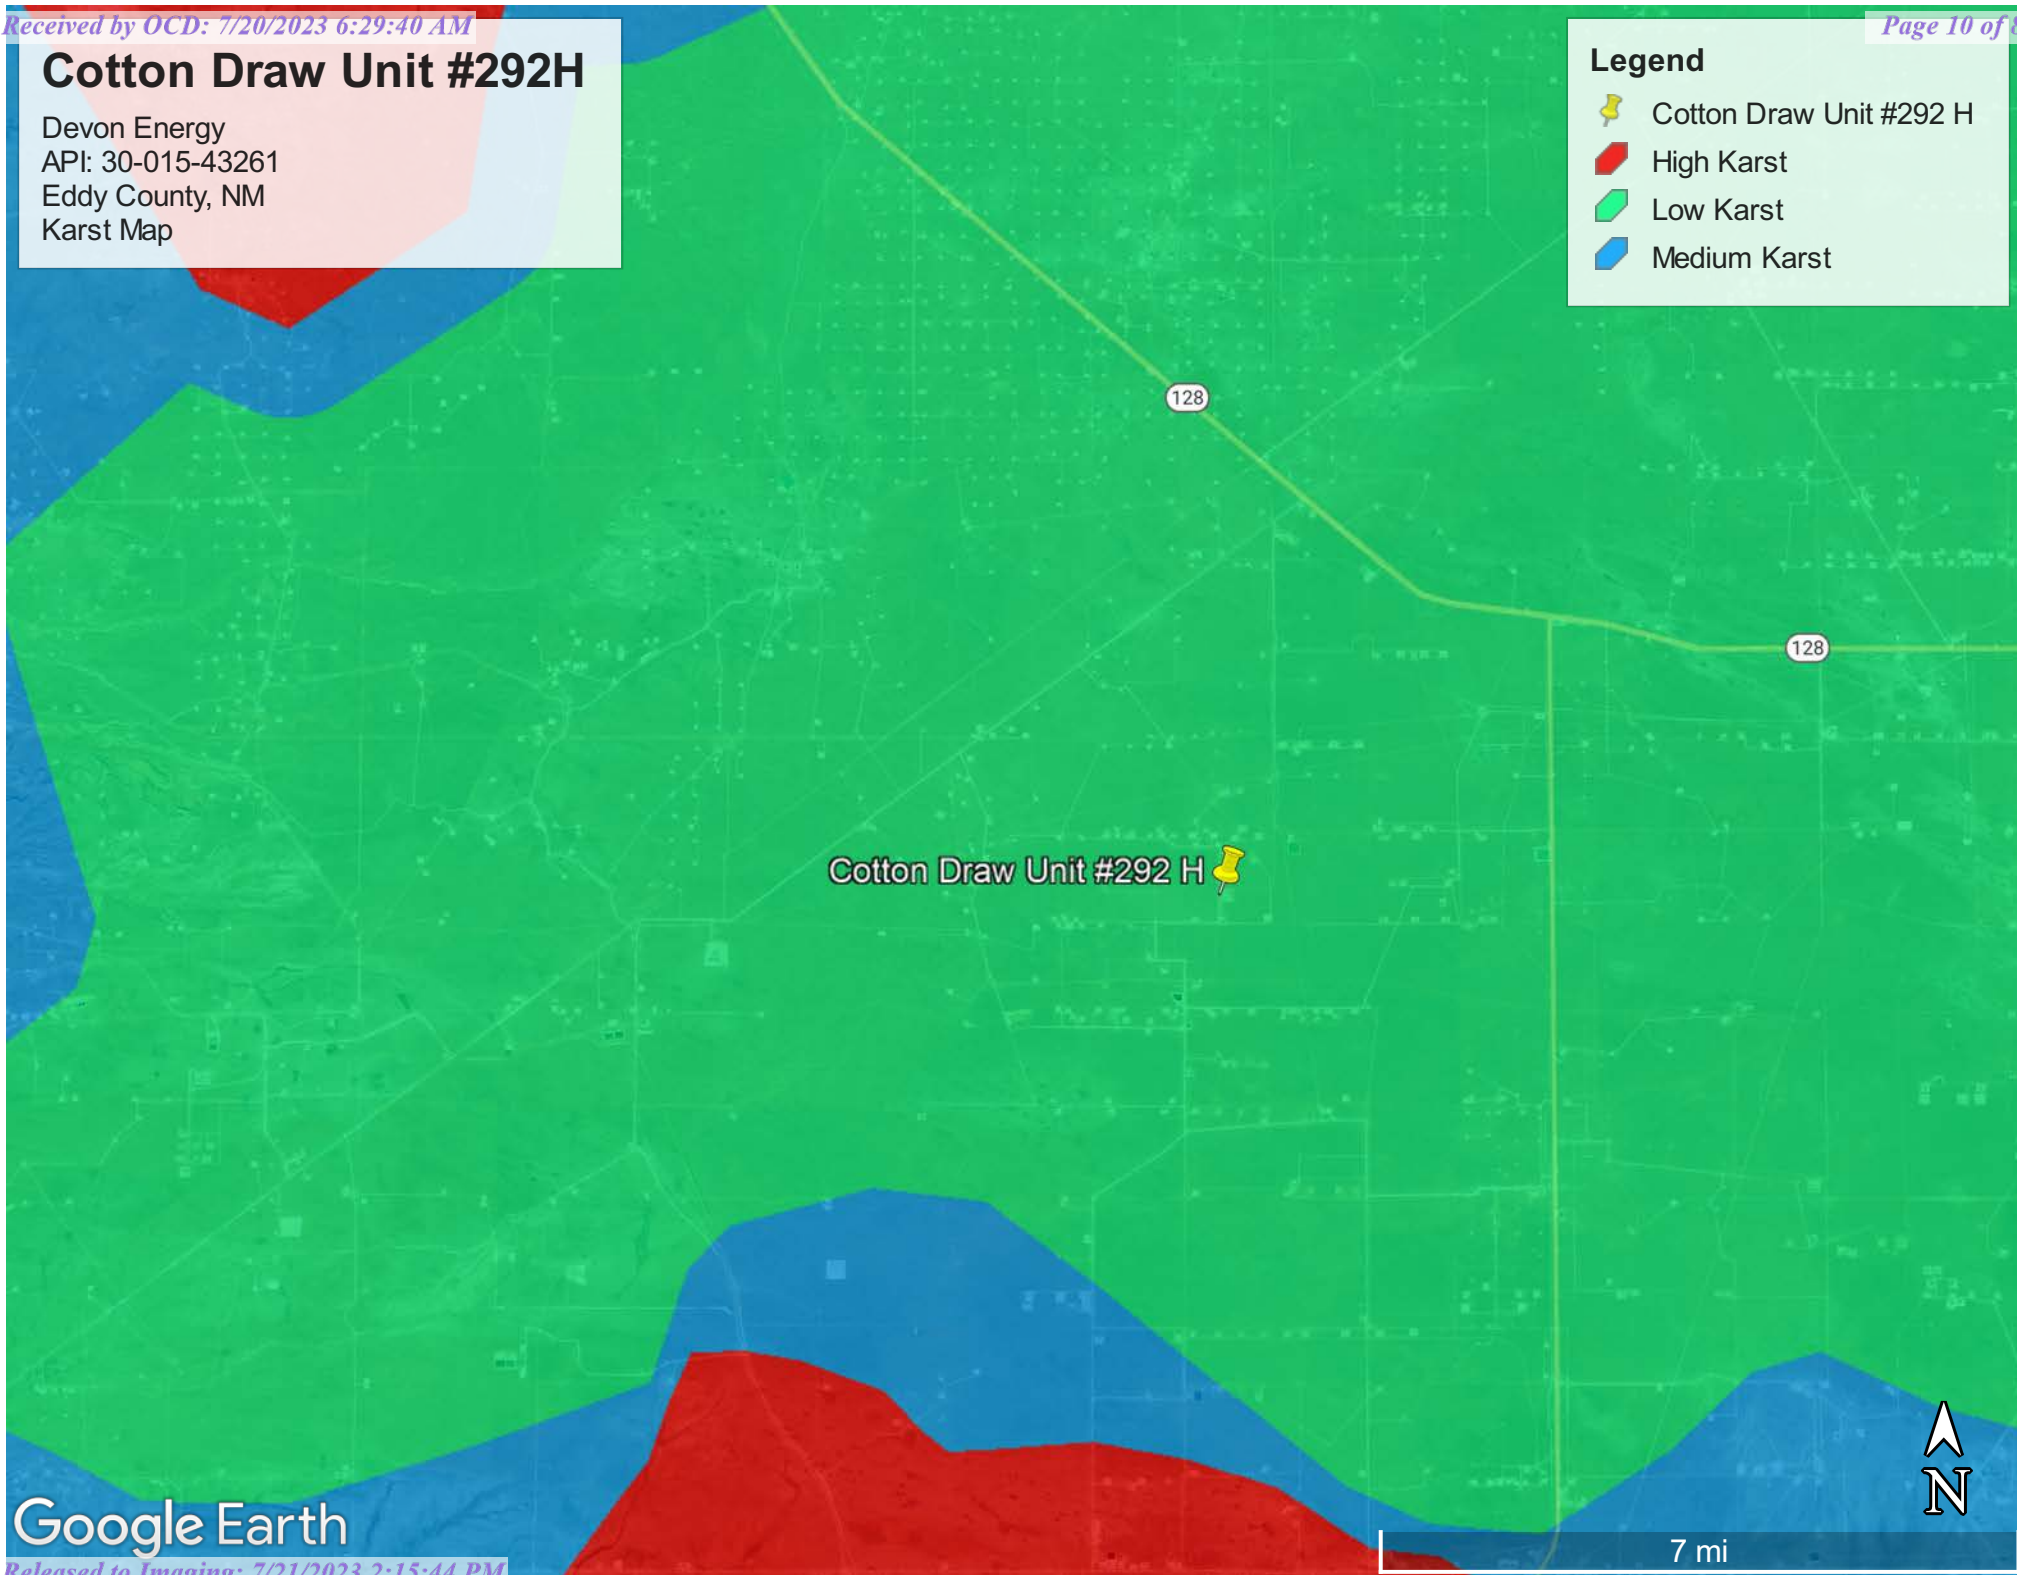 Received by OCD: 7/20/2023 6:29:40 AM
Page 10 of
Cotton Draw Unit #292H
Devon Energy
API: 30-015-43261
Eddy County, NM
Karst Map
Legend
Cotton Draw Unit #292 H
High Karst
Low Karst
Medium Karst
128
128
Cotton Draw Unit #292 H
N
Google Earth
7 mi
Released to Imaging: 7/21/2023 2:15:44 PM